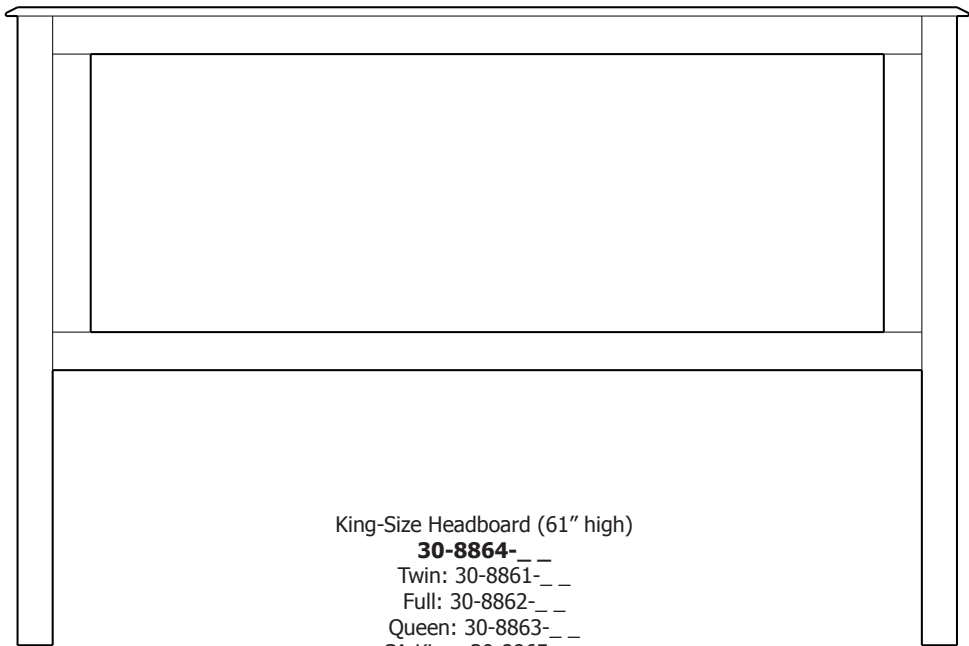 King-Size Headboard (61” high)
30-8864-_ _
Twin: 30-8861-_ _
Full: 30-8862-_ _
Queen: 30-8863-_ _